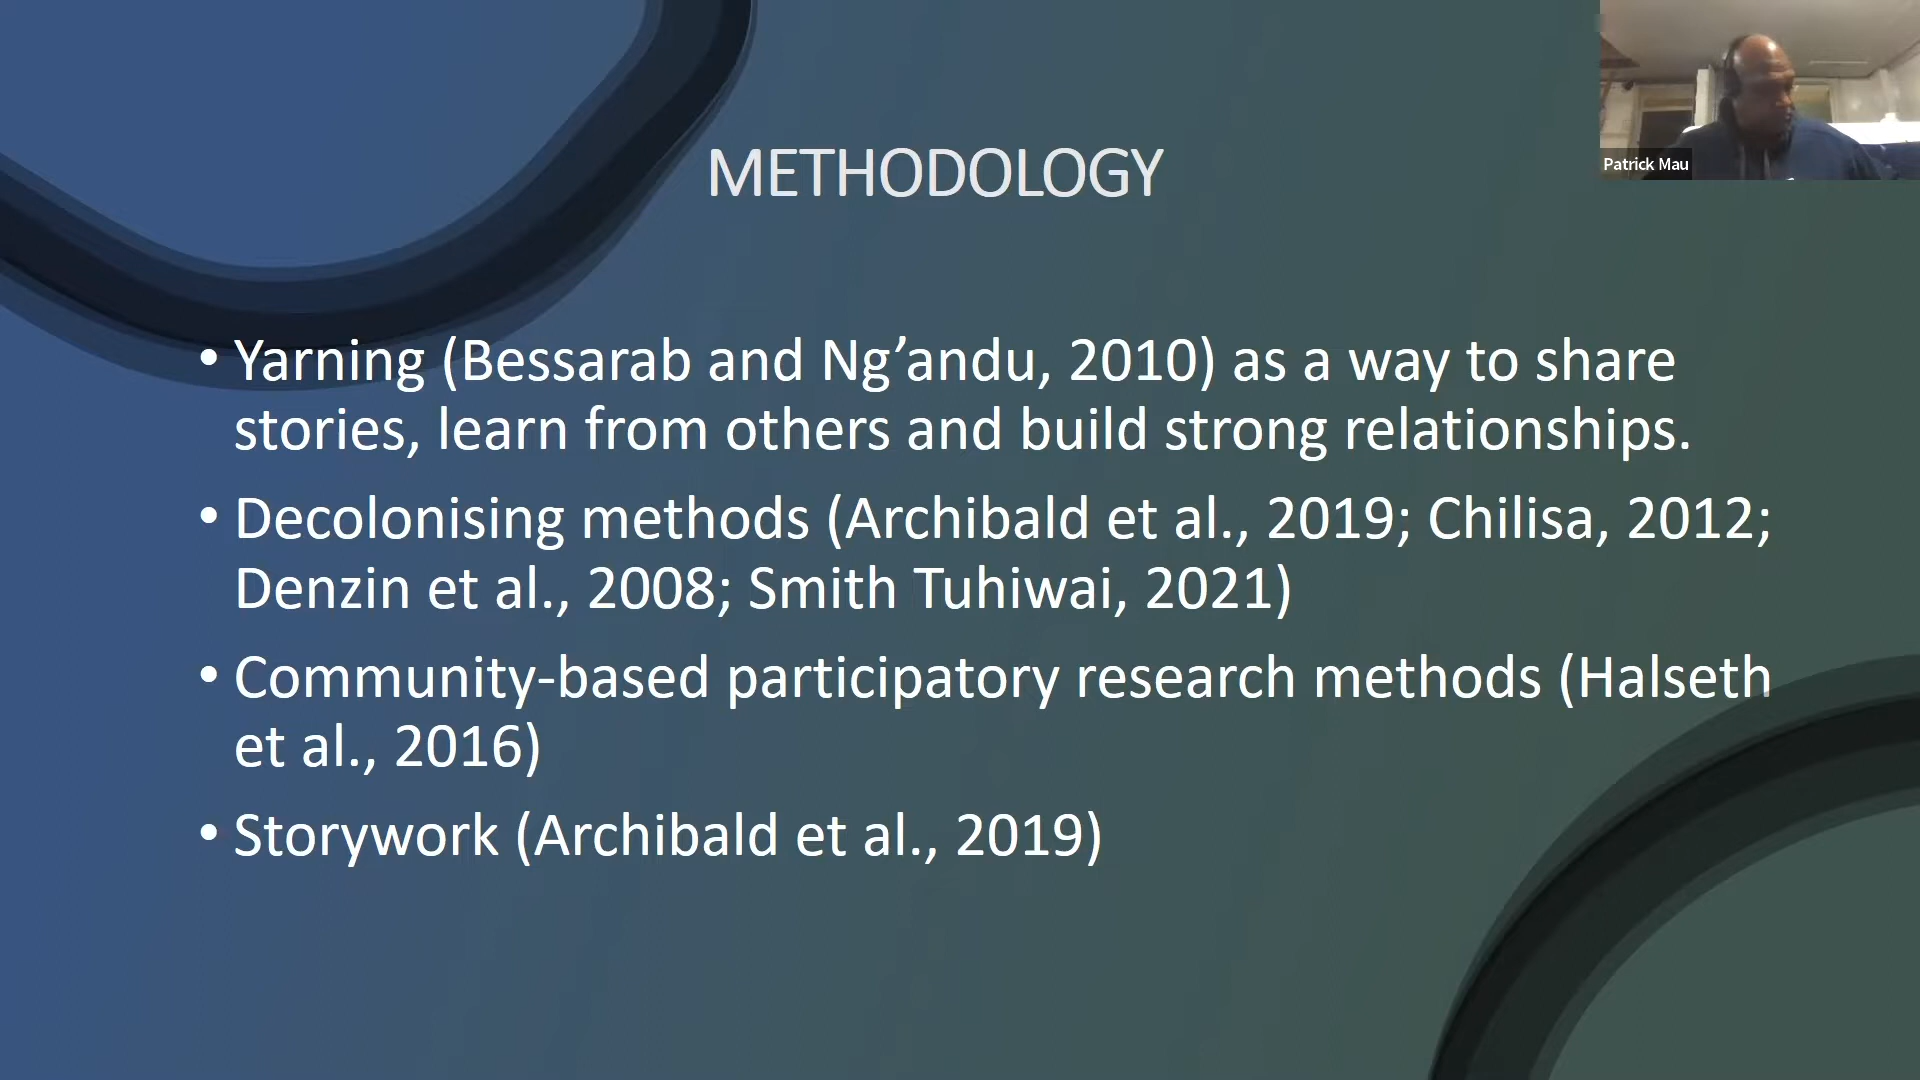 METHODOLOGY
Patrick Mau
• Yarning (Bessarab and Ng’andu, 2010) as a way to share
stories, learn from others and build strong relationships.
• Decolonising methods (Archibald et al., 2019; Chilisa, 2012;
Denzin et al., 2008; Smith Tuhiwai, 2021)
• Community-based participatory research methods (Halseth
et al., 2016)
• Storywork (Archibald et al., 2019)